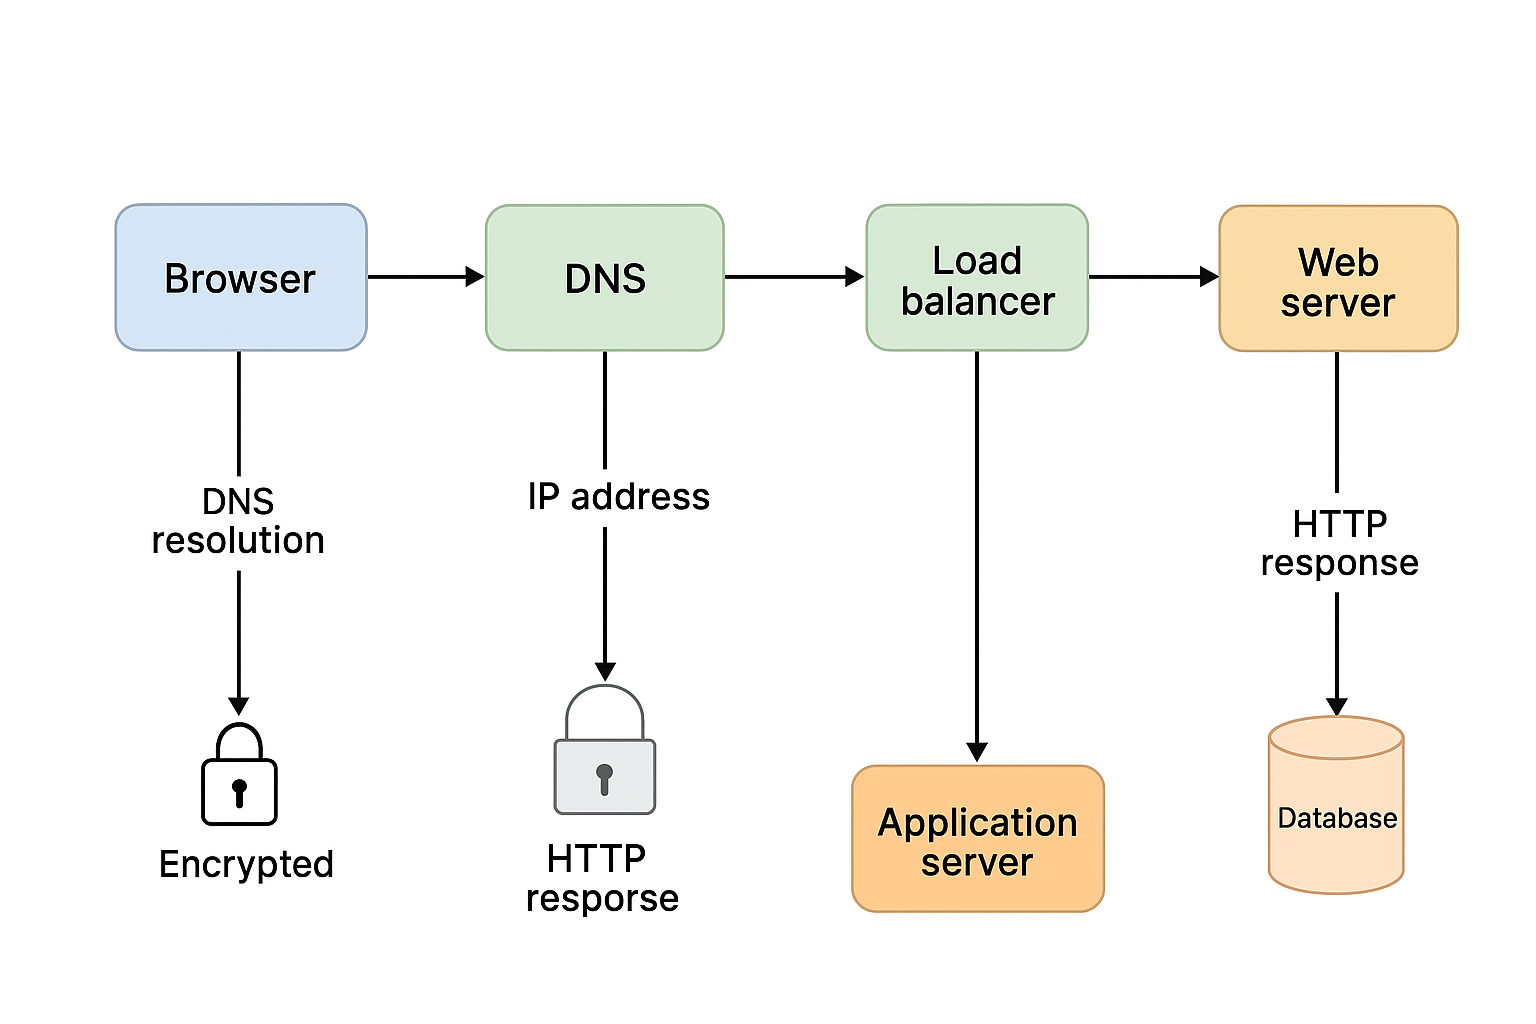 Browser
DNS
Load
balancer
Web
server
DNS
resolution
IP address
HTTP
response
Encrypted
HTTP
resporse
Application
server
Database